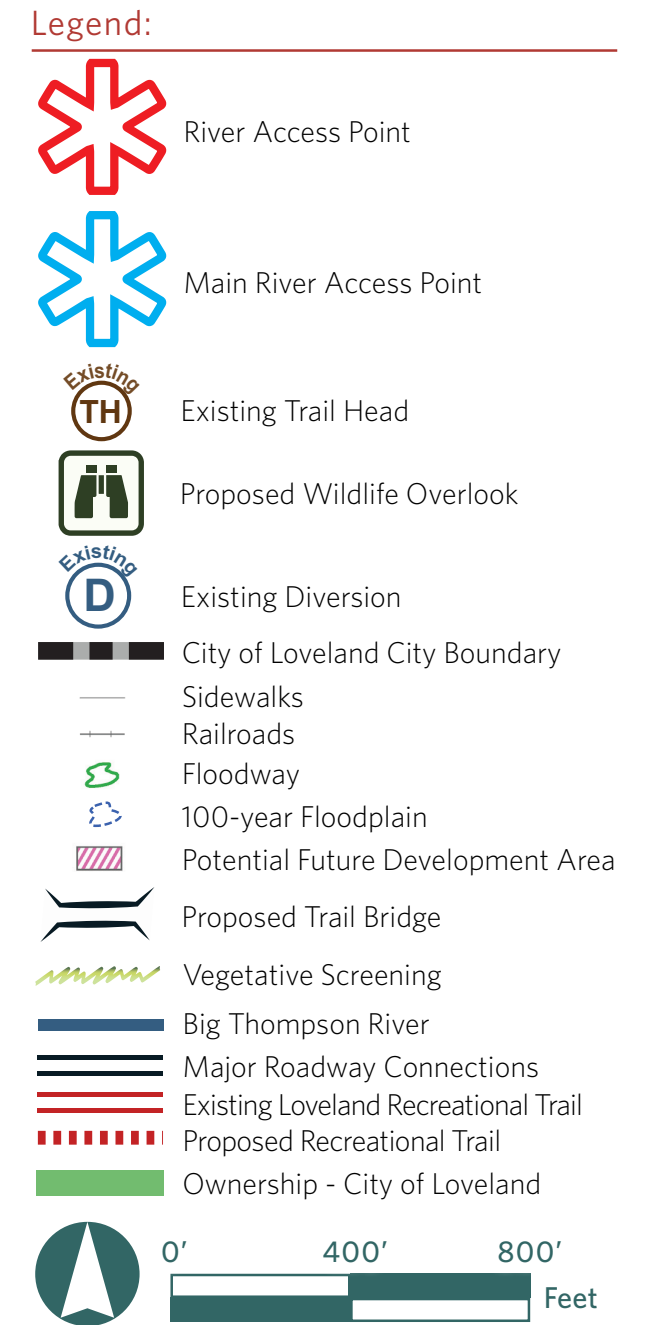 Legend:
River Access Point
Main River Access Point
Existing
TH
Existing Trail Head
Proposed Wildlife Overlook
Existing
D
Existing Diversion
City of Loveland City Boundary
Sidewalks
Railroads
Floodway
100-year Floodplain
Potential Future Development Area
Proposed Trail Bridge
Vegetative Screening
Big Thompson River
Major Roadway Connections
Existing Loveland Recreational Trail
Proposed Recreational Trail
Ownership - City of Loveland
0’ 400’ 800’
Feet